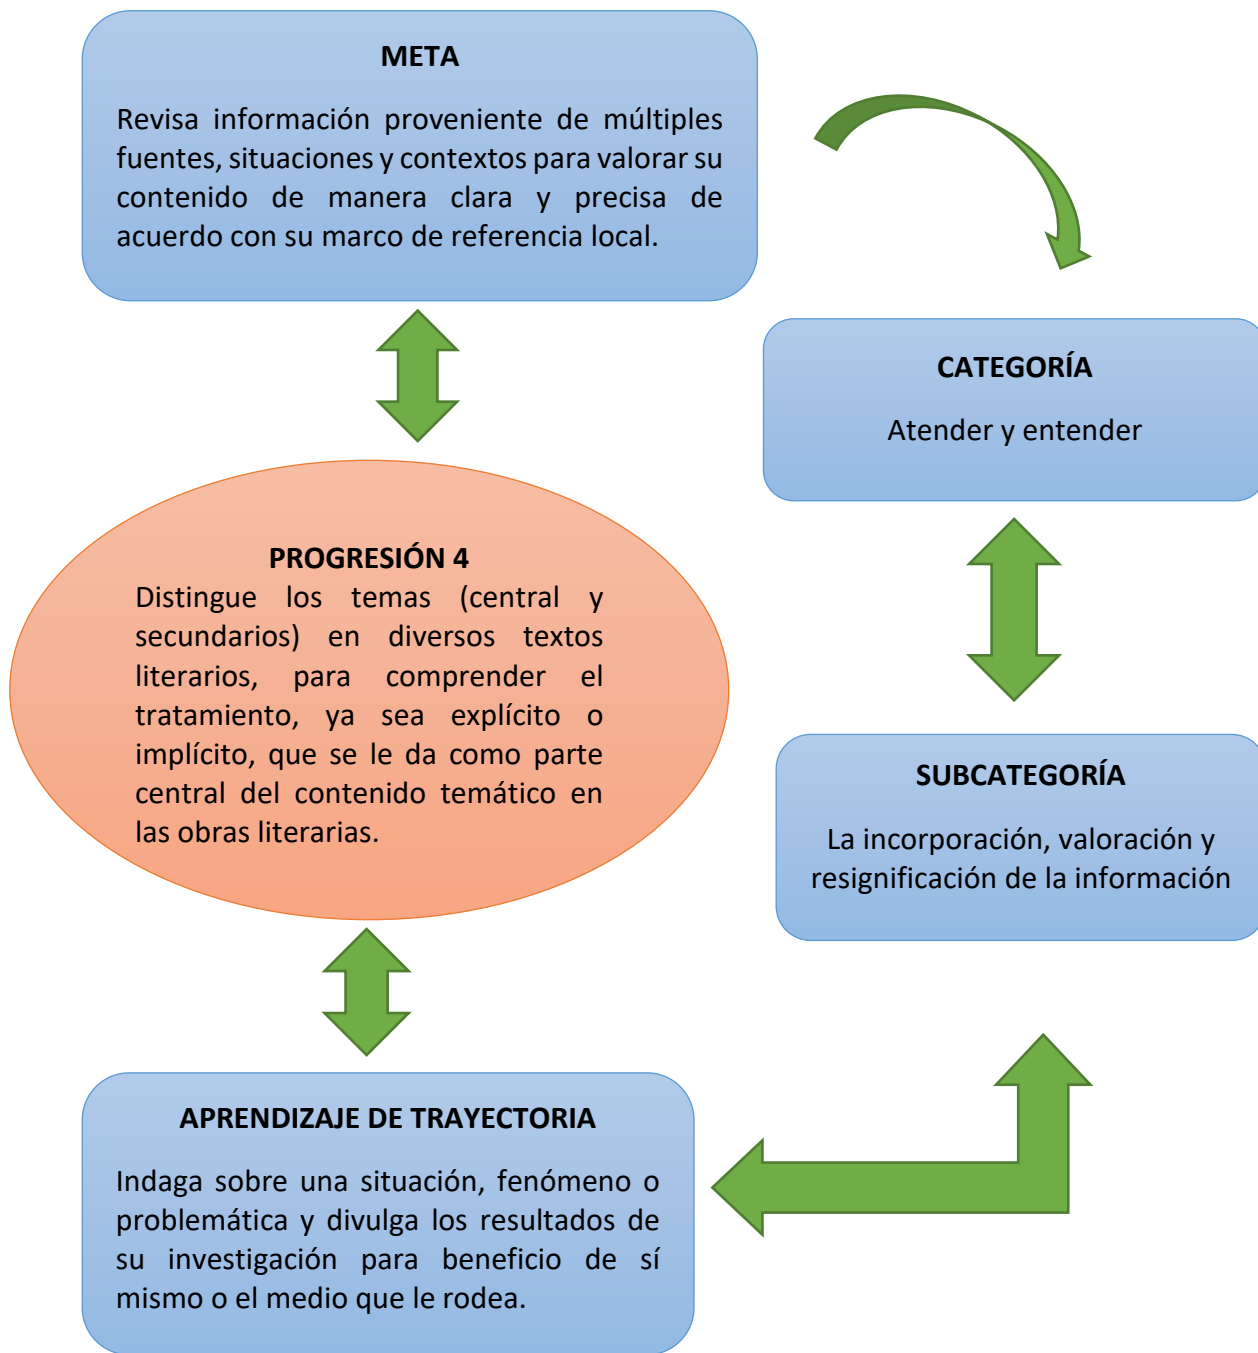 META
Revisa información proveniente de múltiples
fuentes, situaciones y contextos para valorar su
contenido de manera clara y precisa de
acuerdo con su marco de referencia local.
CATEGORÍA
Atender y entender
PROGRESIÓN 4
Distingue los temas (central y
secundarios) en diversos textos
literarios, para comprender el
tratamiento, ya sea explícito o
implícito, que se le da como parte
central del contenido temático en
las obras literarias.
SUBCATEGORÍA
La incorporación, valoración y
resignificación de la información
APRENDIZAJE DE TRAYECTORIA
Indaga sobre una situación, fenómeno o
problemática y divulga los resultados de
su investigación para beneficio de sí
mismo o el medio que le rodea.